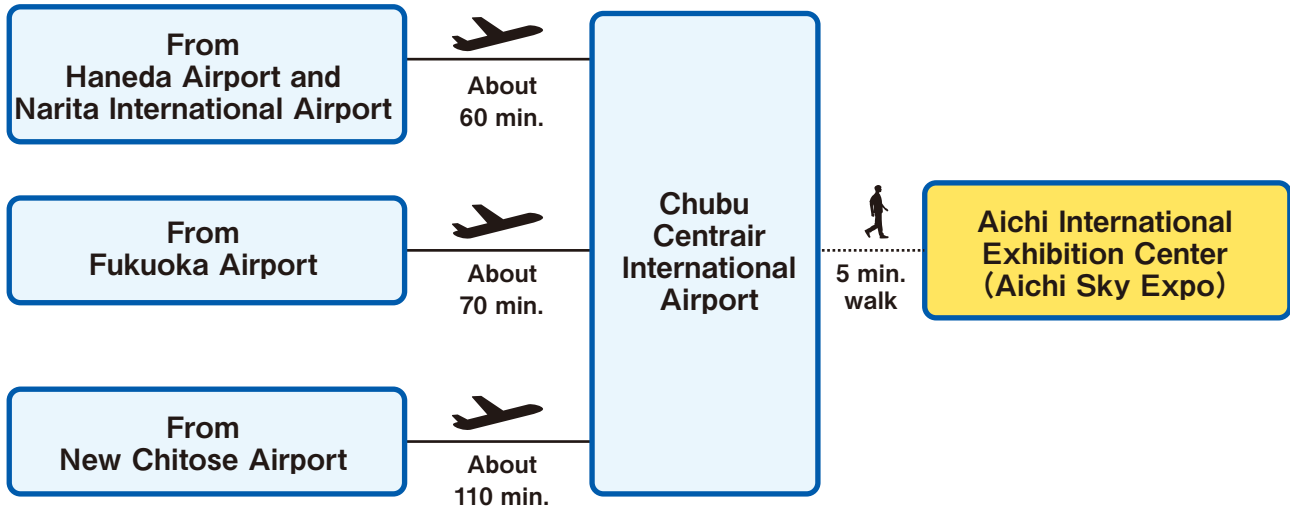 From
Haneda Airport and
Narita International Airport
About
60 min.
From
Fukuoka Airport
About
70 min.
From
New Chitose Airport
About
110 min.
Chubu
Centrair
International
Airport
5 min.
walk
Aichi International
Exhibition Center
(Aichi Sky Expo)